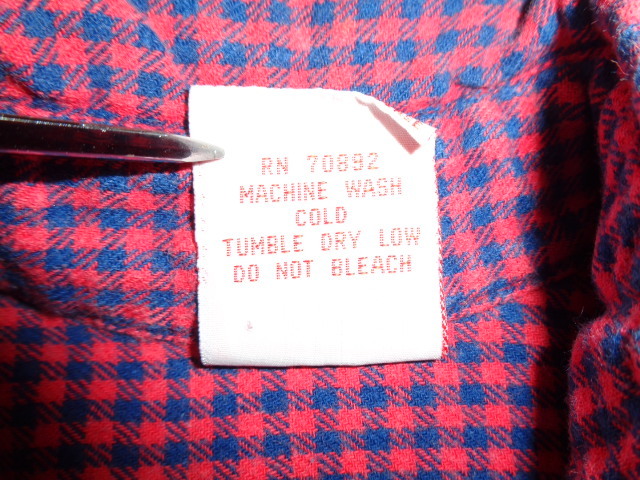 RN 70892
MACHINE WASH
COLD
TUMBLE DRY LOW
DO NOT BLEACH